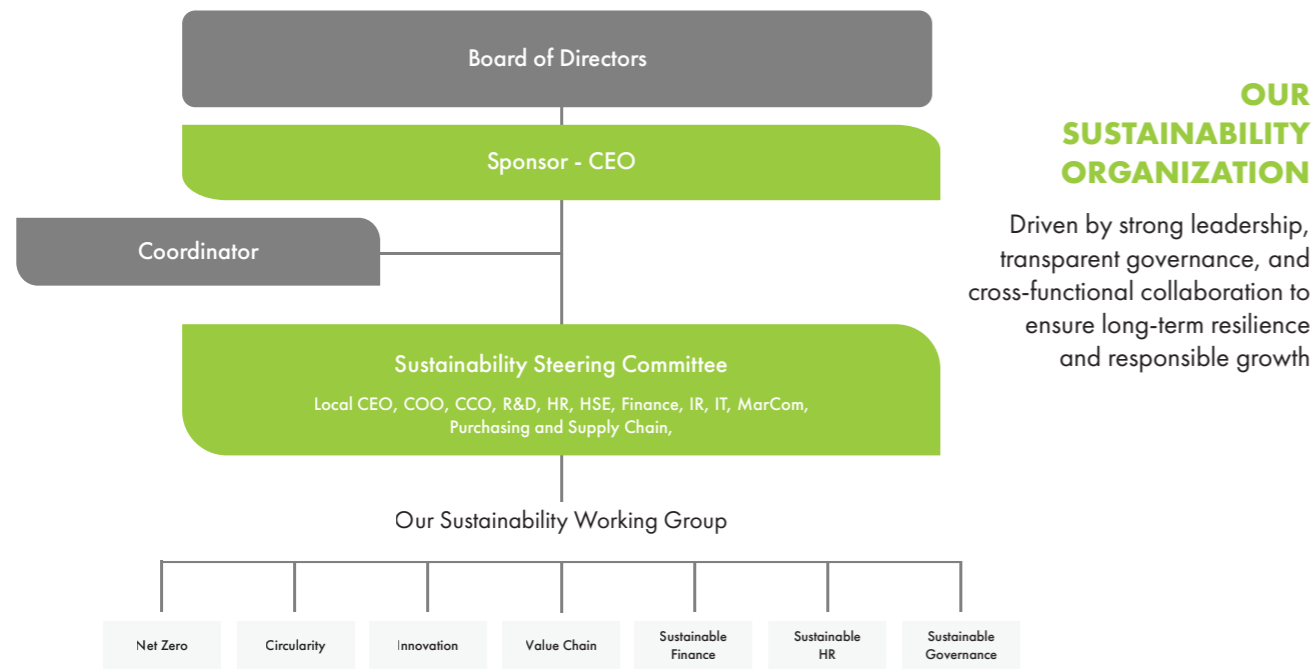 Board of Directors
Sponsor - CEO
Coordinator
Sustainability Steering Committee
Local CEO, COO, CCO, R&D, HR, HSE, Finance, IR, IT, MarCom,
Purchasing and Supply Chain,
Our Sustainability Working Group
Net Zero
Circularity
Innovation
Value Chain
Sustainable
Finance
Sustainable
HR
Sustainable
Governance
OUR
SUSTAINABILITY
ORGANIZATION
Driven by strong leadership,
transparent governance, and
cross-functional collaboration to
ensure long-term resilience
and responsible growth